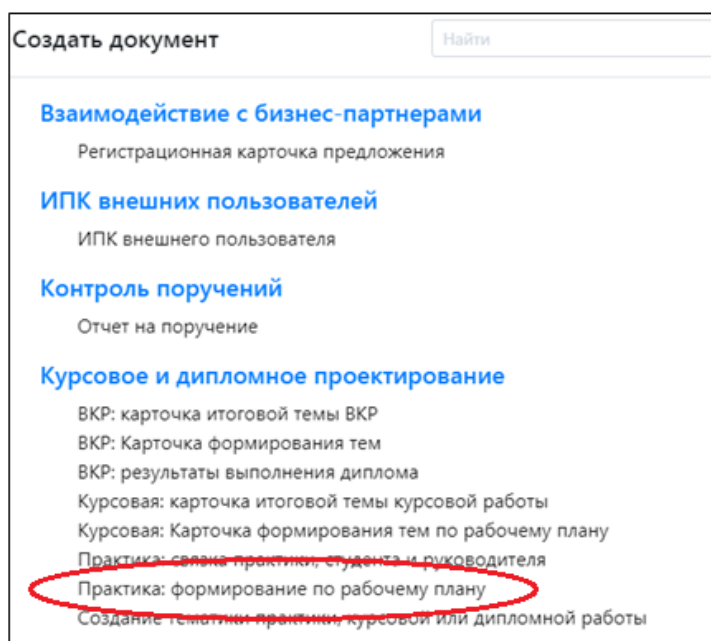 Создать документ
Найти
Взаимодействие с бизнес-партнерами
Регистрационная карточка предложения
ИПК внешних пользователей
ИПК внешнего пользователя
Контроль поручений
Отчет на поручение
Курсовое и дипломное проектирование
ВКР: карточка итоговой темы ВКР
ВКР: Карточка формирования тем
ВКР: результаты выполнения диплома
Курсовая: карточка итоговой темы курсовой работы
Курсовая: Карточка формирования тем по рабочему плану
Практика: связка практики, студента и руководителя
Практика: формирование по рабочему плану
Создание тематики практики, курсовой или дипломной работы